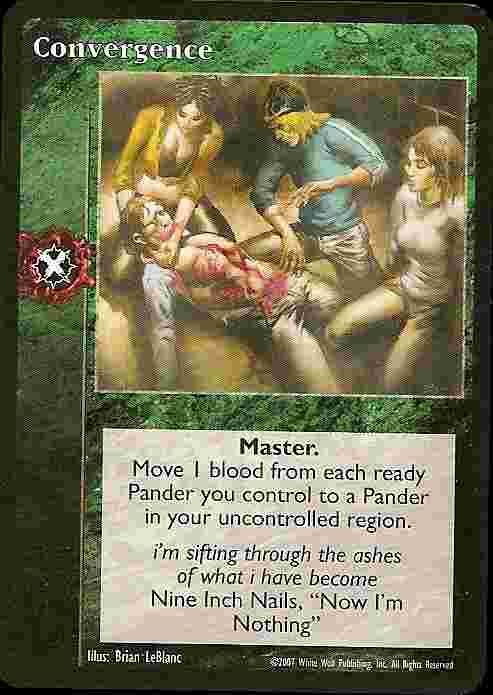 Convergence
Master.
Move 1 blood from each ready
Pander you control to a Pander
in your uncontrolled region.
i'm sifting through the ashes
of what i have become
Nine Inch Nails, "Now I'm
Nothing"
Illus: Brian LeBlanc
©2007 White Wolf Publishing, Inc. All Rights Reserved